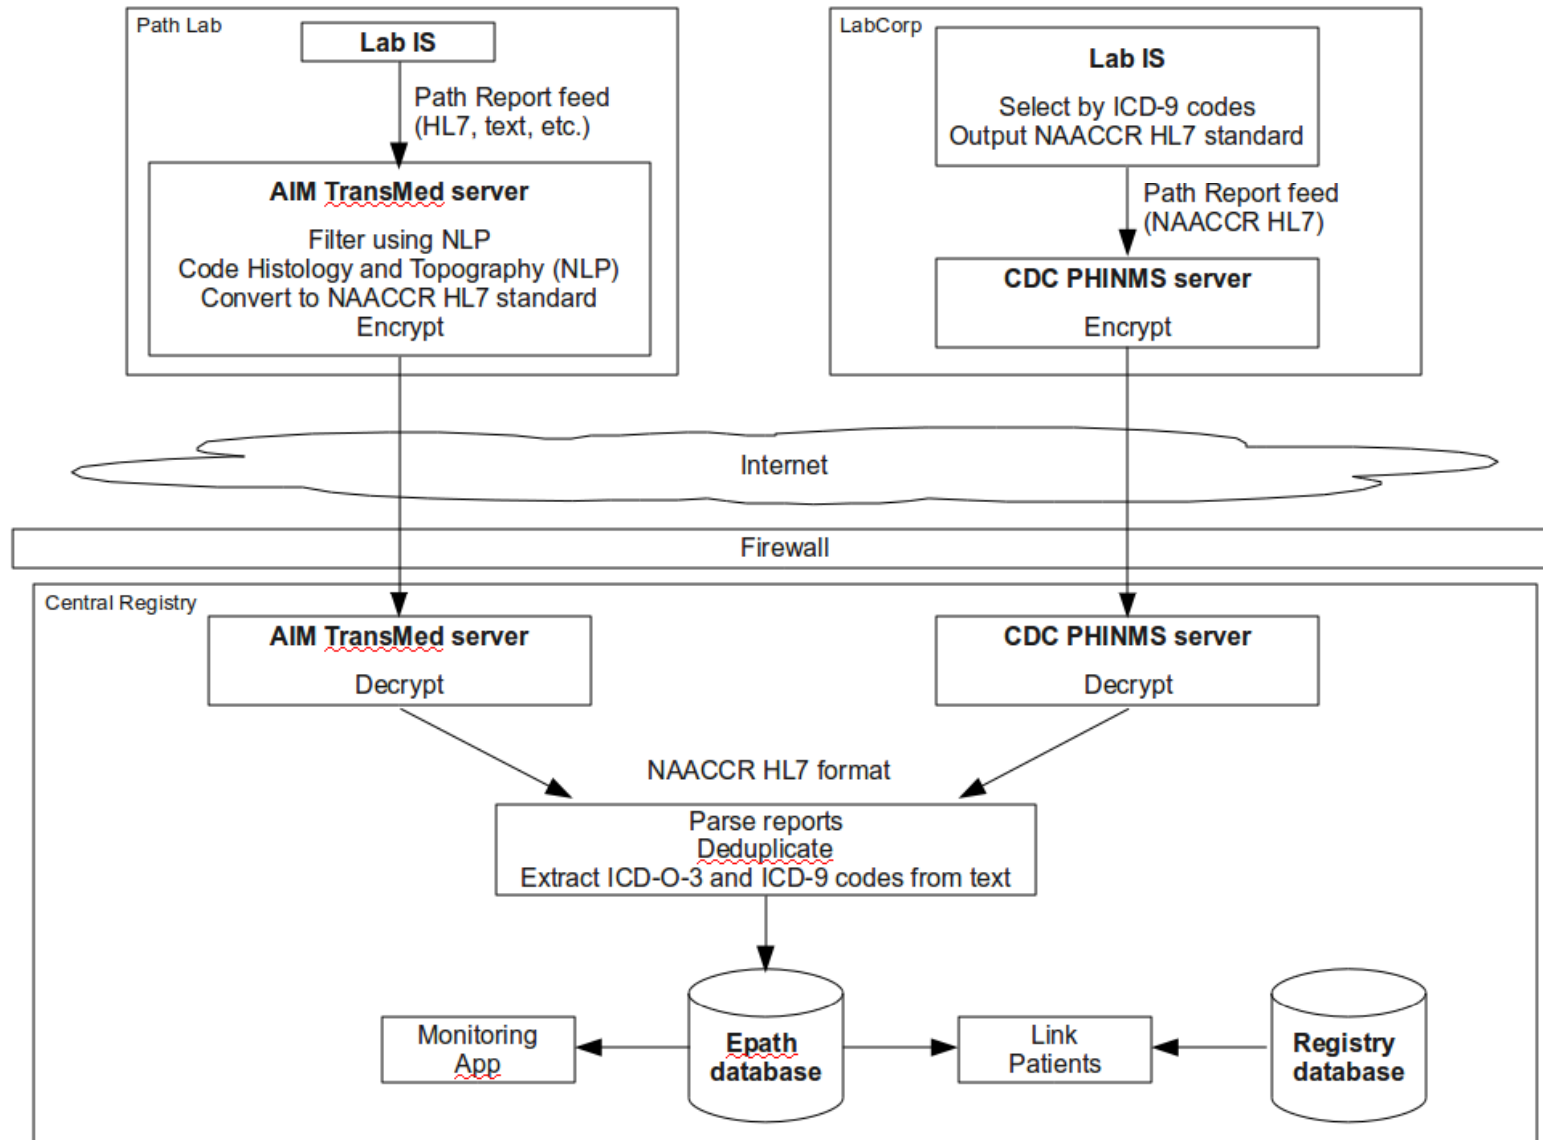 Path Lab
Lab IS
Path Report feed
(HL7, text, etc.)
AIM TransMed server
Filter using NLP
Code Histology and Topography (NLP)
Convert to NAACCR HL7 standard
Encrypt
LabCorp
Lab IS
Select by ICD-9 codes
Output NAACCR HL7 standard
Path Report feed
(NAACCR HL7)
CDC PHINMS server
Encrypt
Internet
Firewall
Central Registry
AIM TransMed server
Decrypt
CDC PHINMS server
Decrypt
NAACCR HL7 format
Parse reports
Deduplicate
Extract ICD-O-3 and ICD-9 codes from text
Monitoring
App
Epath
database
Link
Patients
Registry
database